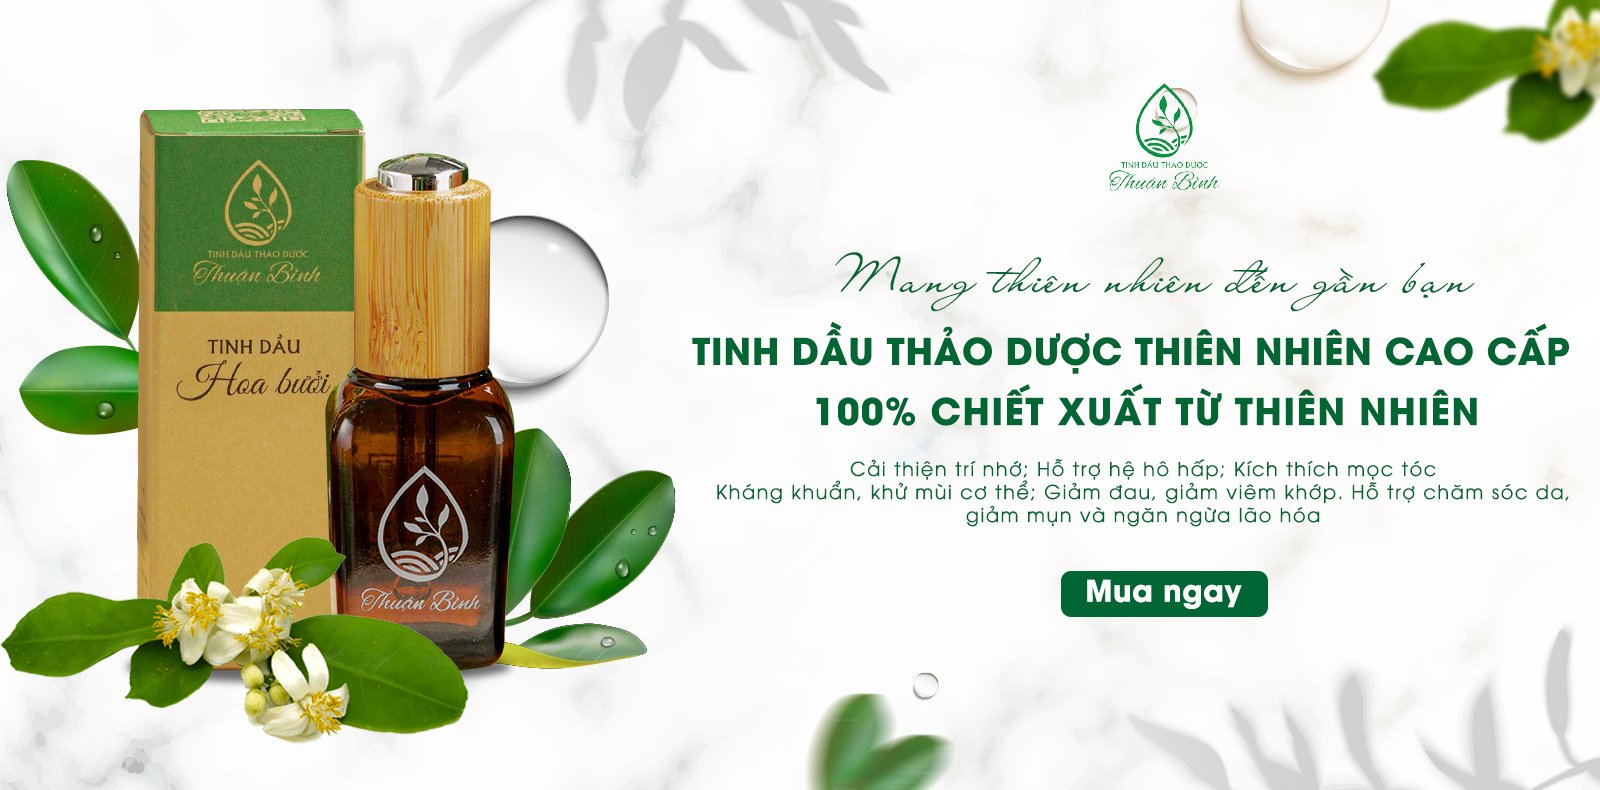 TINH DẦU THẢO DƯỢC
Thuận Bình
TINH DẦU
Hoa bưởi
Thuận Bình
TINH DẦU THẢO DƯỢC
Thuận Bình
Mang thiên nhiên đến gần bạn
TINH DẦU THẢO DƯỢC THIÊN NHIÊN CAO CẤP
100% CHIẾT XUẤT TỪ THIÊN NHIÊN
Cải thiện trí nhớ; Hỗ trợ hệ hô hấp; Kích thích mọc tóc
Kháng khuẩn, khử mùi cơ thể; Giảm đau, giảm viêm khớp. Hỗ trợ chăm sóc da,
giảm mụn và ngăn ngừa lão hóa
Mua ngay